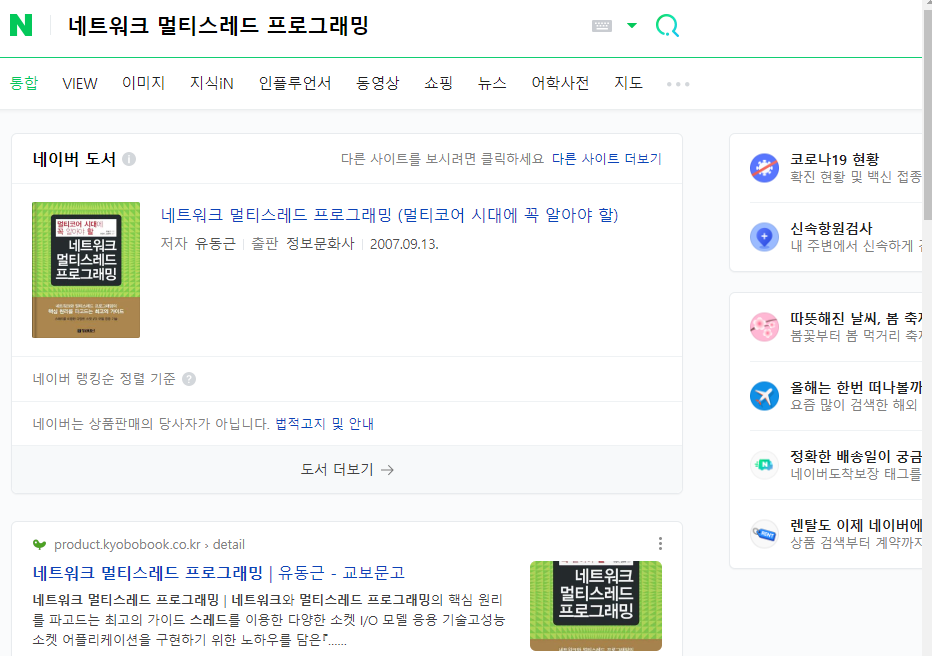 N
네트워크 멀티스레드 프로그래밍
통합 VIEW 이미지 지식iN 인플루언서 동영상 쇼핑 뉴스 어학사전 지도
네이버 도서
다른 사이트를 보시려면 클릭하세요 다른 사이트 더보기
멀티코어 시대에
꼭 알아야 할
네트워크
멀티스레드
프로그래밍
네트워크 멀티스레드 프로그래밍 (멀티코어 시대에 꼭 알아야 할)
저자 유동근 출판 정보문화사 2007.09.13.
네이버 랭킹순 정렬 기준 ?
네이버는 상품판매의 당사자가 아닙니다. 법적고지 및 안내
도서 더보기 →
product.kyobobook.co.kr › detail
네트워크 멀티스레드 프로그래밍 | 유동근 - 교보문고
네트워크 멀티스레드 프로그래밍 | 네트워크와 멀티스레드 프로그래밍의 핵심 원리
를 파고드는 최고의 가이드 스레드를 이용한 다양한 소켓 I/O 모델 응용 기술고성능
소켓 어플리케이션을 구현하기 위한 노하우를 담은『......
네트워크
멀티스레드
프로그래밍
코로나19 현황
확진 현황 및 백신 접종
신속항원검사
내 주변에서 신속하게
따뜻해진 날씨, 봄 축제
봄꽃부터 봄 먹거리 축제
올해는 한번 떠나볼까
요즘 많이 검색한 해외
정확한 배송일이 궁금
네이버도착보장 태그를
렌탈도 이제 네이버에
상품 검색부터 계약까지
RENT